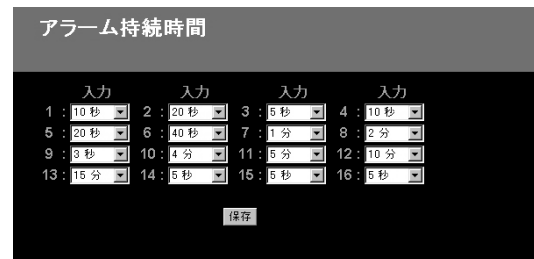 アラーム持続時間
入力 入力 入力 入力
1 : 10 秒 2 : 20 秒 3 : 5 秒 4 : 10 秒
5 : 20 秒 6 : 40 秒 7 : 1 分 8 : 2 分
9 : 3 秒 10 : 4 分 11 : 5 分 12 : 10 分
13 : 15 分 14 : 5 秒 15 : 5 秒 16 : 5 秒
保存